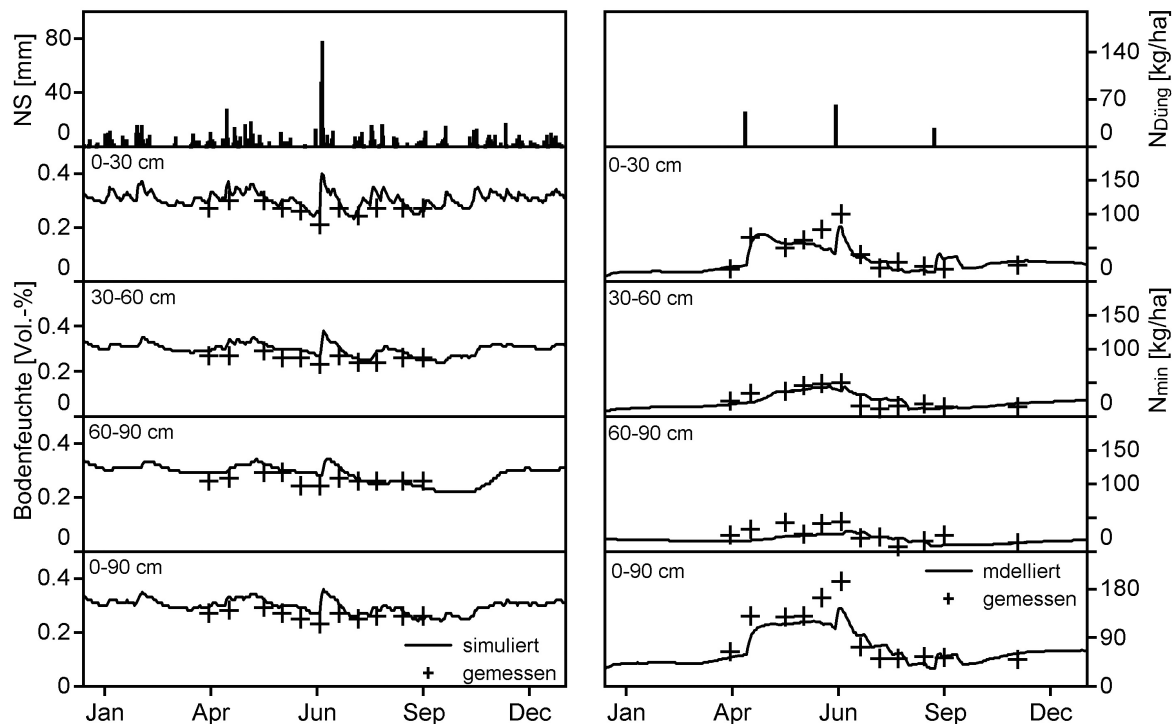 NS [mm]
80
40
0
0-30 cm
0.4
0.2
0
30-60 cm
0.4
0.2
0
60-90 cm
0.4
0.2
0
0-90 cm
0.4
0.2
0
Bodenfeuchte [Vol.-%]
simuliert
gemessen
Jan Apr Jun Sep Dec
NDüng [kg/ha]
140
70
0
0-30 cm
150
100
0
30-60 cm
150
100
0
60-90 cm
150
100
0
0-90 cm
180
90
0
Nmin [kg/ha]
mdelliert
gemessen
Jan Apr Jun Sep Dec